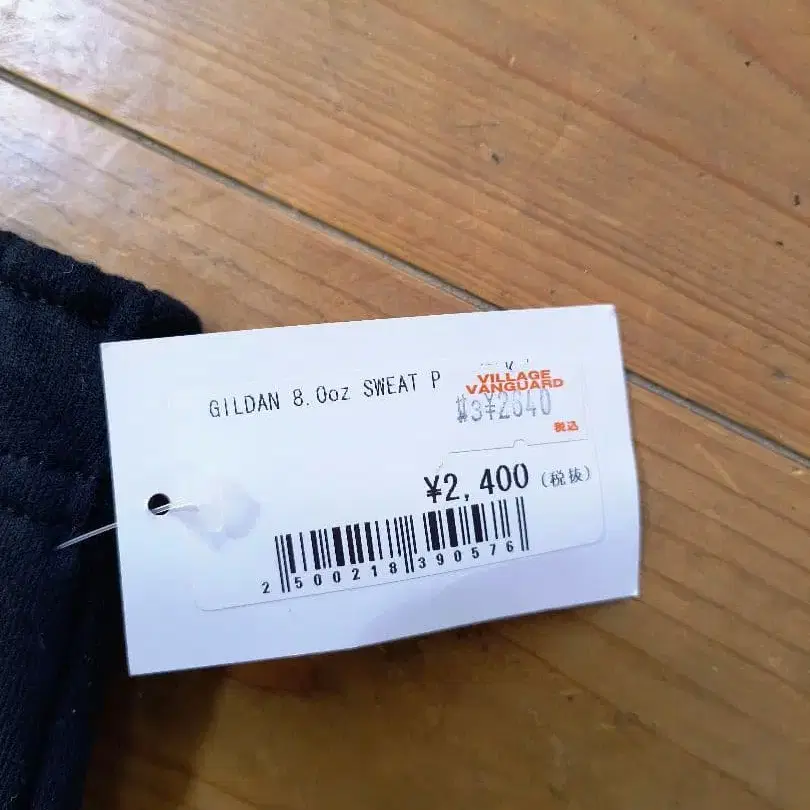 GILDAN 8.0oz SWEAT P
VILLAGE
VANGUARD
¥2640
税込
¥2,400 (税抜)
2500218390576